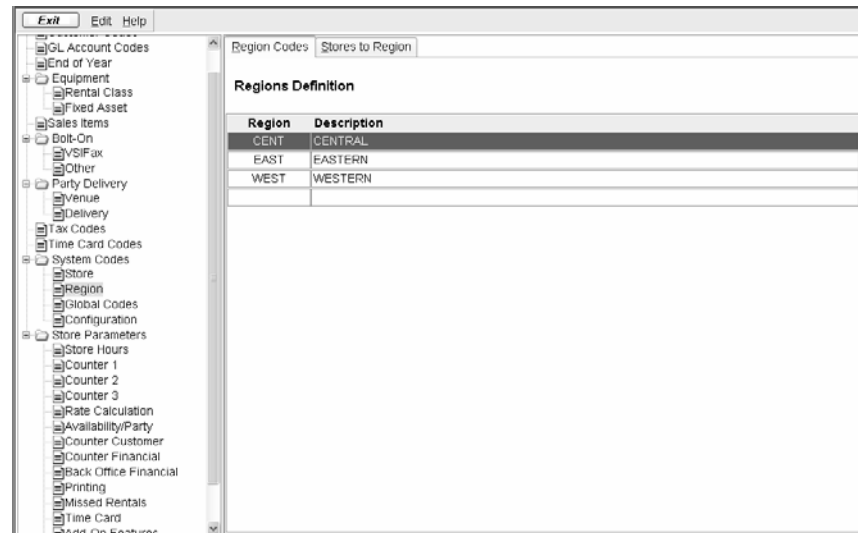 Exit Edit Help
GL Account Codes
End of Year
Equipment
Rental Class
Fixed Asset
Sales Items
Bolt-On
VSIFax
Other
Party Delivery
Venue
Delivery
Tax Codes
Time Card Codes
System Codes
Store
Region
Global Codes
Configuration
Store Parameters
Store Hours
Counter 1
Counter 2
Counter 3
Rate Calculation
Availability/Party
Counter Customer
Counter Financial
Back Office Financial
Printing
Missed Rentals
Time Card
Add-On Features
Region Codes Stores to Region
Regions Definition
Region Description
CENT CENTRAL
EAST EASTERN
WEST WESTERN